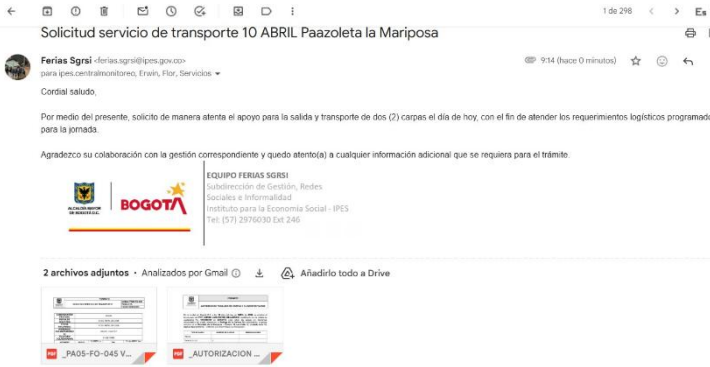 1 de 298
Es
Solicitud servicio de transporte 10 ABRIL Paazoleta la Mariposa
Ferias Sgrsi <ferias.sgrsi@ipes.gov.co>
9:14 (hace 0 minutos)
para ipes.centralmonitoreo, Erwin, Flor, Servicios
Cordial saludo,
Por medio del presente, solicito de manera atenta el apoyo para la salida y transporte de dos (2) carpas el día de hoy, con el fin de atender los requerimientos logísticos programado
para la jornada.
Agradezco su colaboración con la gestión correspondiente y quedo atento(a) a cualquier información adicional que se requiera para el trámite.
ALCALDÍA MAYOR
DE BOGOTÁ D.C.
BOGOTÁ
EQUIPO FERIAS SGRSI
Subdirección de Gestión, Redes
Sociales e Informalidad
Instituto para la Economía Social - IPES
Tel: (57) 2976030 Ext 246
2 archivos adjuntos • Analizados por Gmail
Añadirlo todo a Drive
PDF _PA05-FO-045 V...
PDF _AUTORIZACION ...